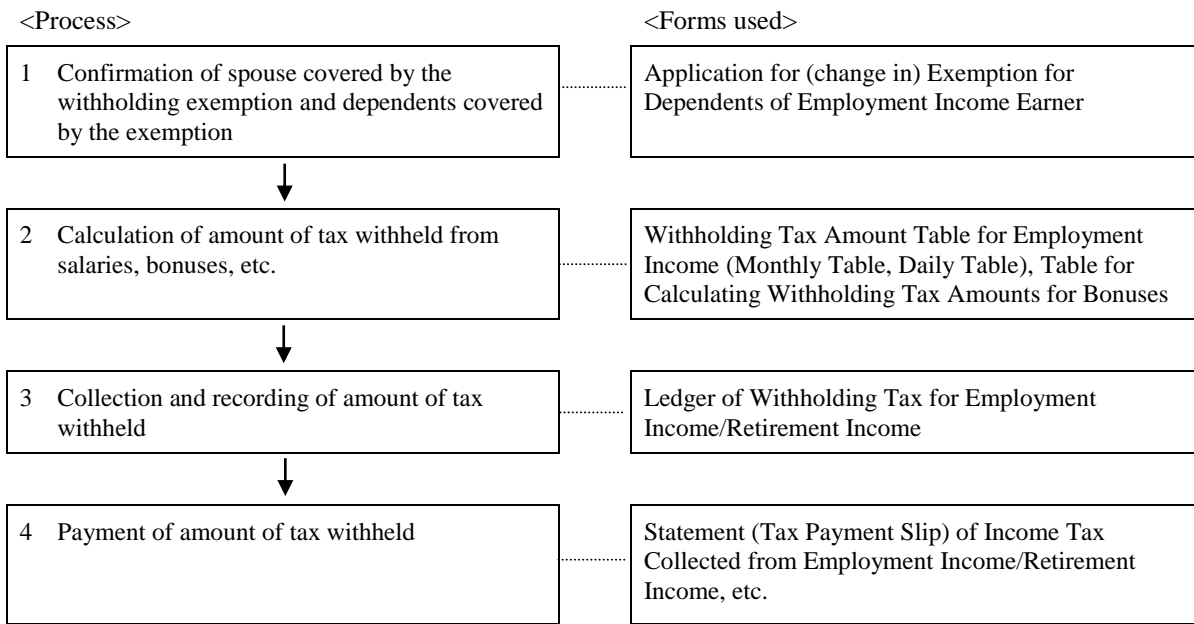 <Process>
<Forms used>
1 Confirmation of spouse covered by the
withholding exemption and dependents covered
by the exemption
Application for (change in) Exemption for
Dependents of Employment Income Earner
2 Calculation of amount of tax withheld from
salaries, bonuses, etc.
Withholding Tax Amount Table for Employment
Income (Monthly Table, Daily Table), Table for
Calculating Withholding Tax Amounts for Bonuses
3 Collection and recording of amount of tax
withheld
Ledger of Withholding Tax for Employment
Income/Retirement Income
4 Payment of amount of tax withheld
Statement (Tax Payment Slip) of Income Tax
Collected from Employment Income/Retirement
Income, etc.